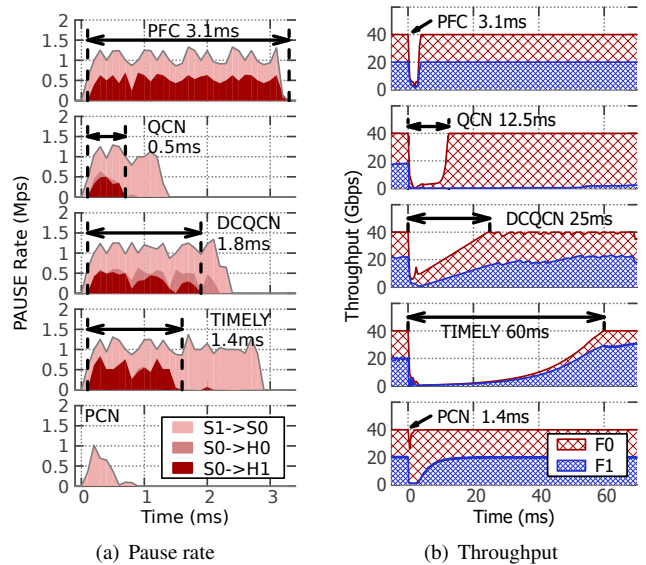 PAUSE Rate (Mps)
2
1.5
1
0.5
0
PFC 3.1ms
2
1.5
1
0.5
0
QCN
0.5ms
2
1.5
1
0.5
0
DCQCN
1.8ms
2
1.5
1
0.5
0
TIMELY
1.4ms
2
1.5
1
0.5
0
PCN
S1->S0
S0->H0
S0->H1
0 1 2 3
Time (ms)
(a) Pause rate
Throughput (Gbps)
40
20
0
PFC 3.1ms
40
20
0
QCN 12.5ms
40
20
0
DCQCN 25ms
40
20
0
TIMELY 60ms
40
20
0
PCN 1.4ms
F0
F1
0 20 40 60
Time (ms)
(b) Throughput